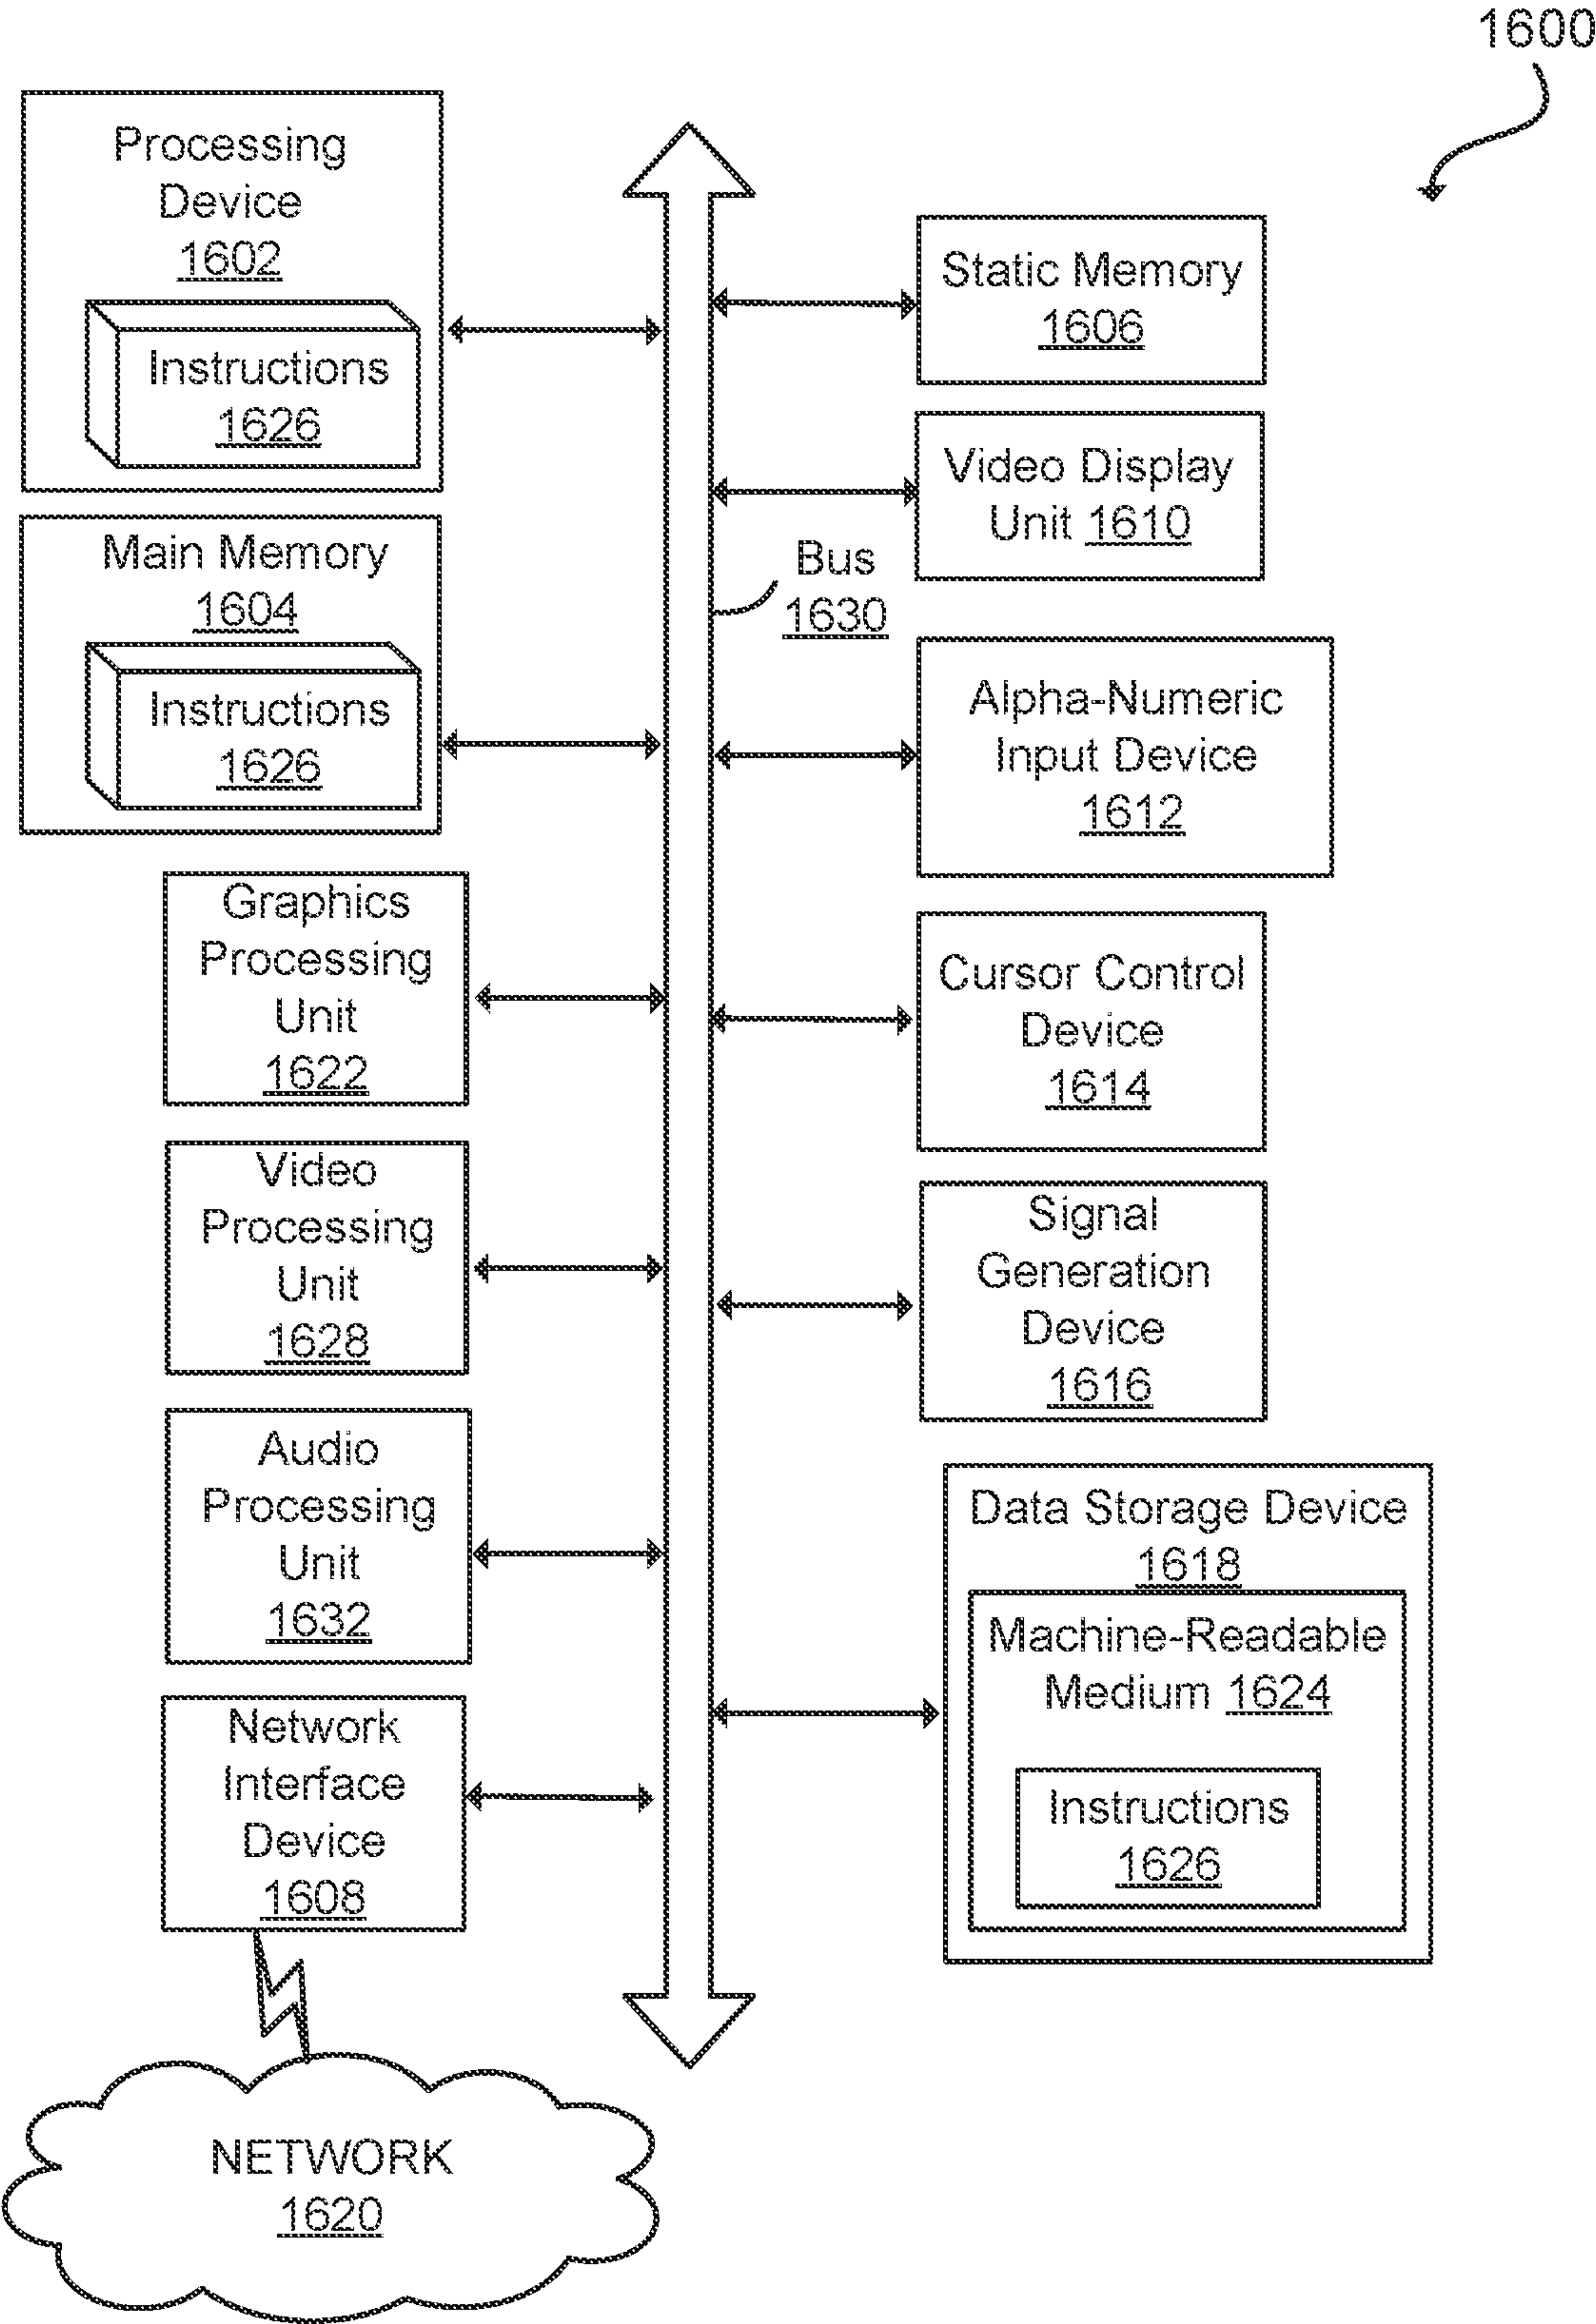 1600
Processing
Device
1602
Instructions
1626
Main Memory
1604
Instructions
1626
Graphics
Processing
Unit
1622
Video
Processing
Unit
1628
Audio
Processing
Unit
1632
Network
Interface
Device
1608
NETWORK
1620
Bus
1630
Static Memory
1606
Video Display
Unit 1610
Alpha-Numeric
Input Device
1612
Cursor Control
Device
1614
Signal
Generation
Device
1616
Data Storage Device
1618
Machine-Readable
Medium 1624
Instructions
1626